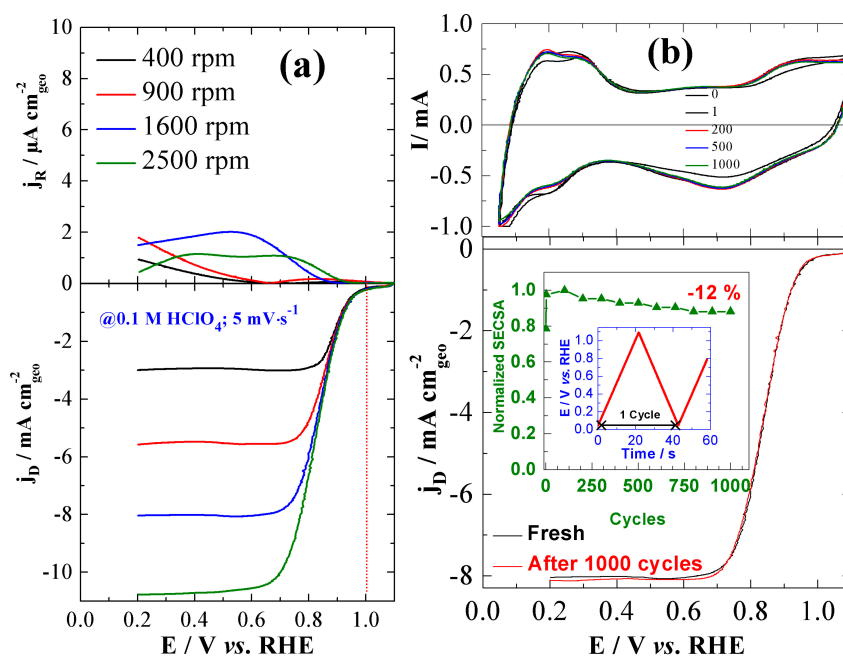 (a)
10
8
6
4
2
0
j_R / μA cm⁻²_geo
400 rpm
900 rpm
1600 rpm
2500 rpm
@0.1 M HClO₄; 5 mV·s⁻¹
-2
-4
-6
-8
-10
j_D / mA cm⁻²_geo
0.0 0.2 0.4 0.6 0.8 1.0
E / V vs. RHE
(b)
1.0
0.5
0.0
-0.5
-1.0
I/ mA
0
1
200
500
1000
0
-2
-4
-6
-8
j_D / mA cm⁻²_geo
-12 %
1.0
0.8
0.6
0.4
0.2
0.0
Normalized SECSA
1.0
0.8
0.6
0.4
0.2
0.0
E / V vs. RHE
1 Cycle
0 20 40 60
Time / s
0 250 500 750 1000
Cycles
Fresh
After 1000 cycles
0.0 0.2 0.4 0.6 0.8 1.0
E / V vs. RHE